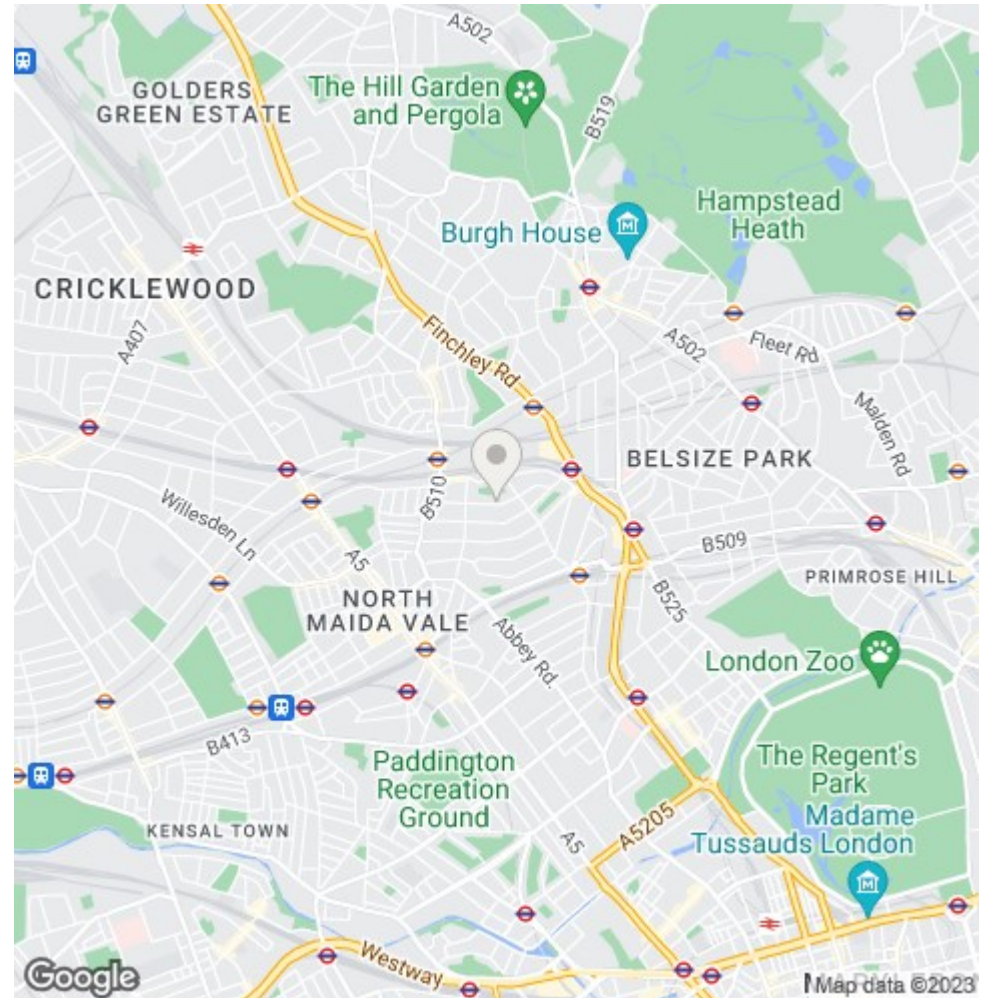 A502
GOLDERS
GREEN ESTATE
The Hill Garden
and Pergola
B519
Hampstead
Heath
Burgh House
CRICKLEWOOD
A407
Finchley Rd
A502
Fleet Rd
Malden Rd
BELSIZE PARK
B510
Willesden Ln
A5
B509
PRIMROSE HILL
NORTH
MAIDA VALE
B525
Abbey Rd.
London Zoo
B413
Paddington
Recreation
Ground
The Regent's
Park
Madame
Tussauds London
KENSAL TOWN
A5
A5205
Westway
Google
Map data ©2023